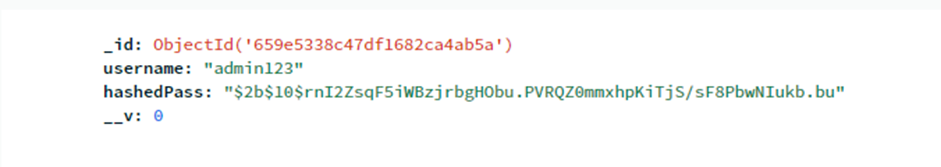 _id: ObjectId('659e5338c47df1682ca4ab5a')
username: "admin123"
hashedPass: "$2b$10$rnI2ZsqF5iWBzjrbgHObu.PVRQZ0mmxhpKiTjS/sF8PbwNIukb.bu"
__v: 0